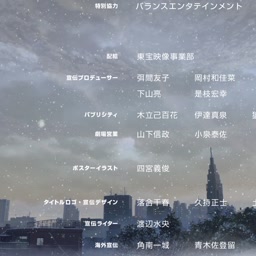 特別協力 バランスエンタテインメント
配給 東宝映像事業部
宣伝プロデューサー 弭間友子 岡村和佳菜
下山亮 是枝宏幸
パブリシティ 木立己百花 伊達真泉
劇場営業 山下信政 小泉泰佐
ポスターイラスト 四宮義俊
タイトルロゴ・宣伝デザイン 落合千春 久持正士
宣伝ライター 渡辺水央
海外宣伝 角南一城 青木佐登留